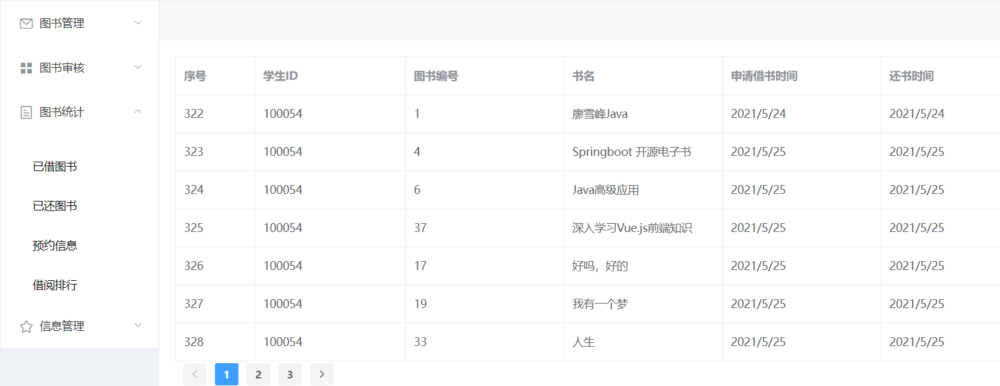 图书管理
图书审核
图书统计
已借图书
已还图书
预约信息
借阅排行
信息管理
序号 学生ID 图书编号 书名 申请借书时间 还书时间
322 100054 1 廖雪峰Java 2021/5/24 2021/5/24
323 100054 4 Springboot 开源电子书 2021/5/25 2021/5/25
324 100054 6 Java高级应用 2021/5/25 2021/5/25
325 100054 37 深入学习Vue.js前端知识 2021/5/25 2021/5/25
326 100054 17 好吗，好的 2021/5/25 2021/5/25
327 100054 19 我有一个梦 2021/5/25 2021/5/25
328 100054 33 人生 2021/5/25 2021/5/25
1 2 3